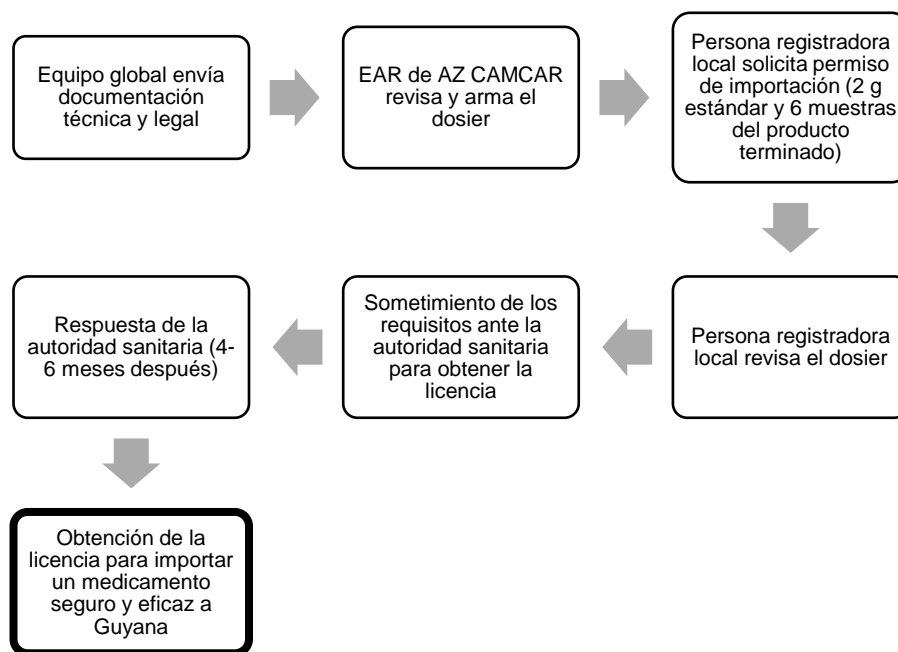 Equipo global envía
documentación
técnica y legal
EAR de AZ CAMCAR
revisa y arma el
dosier
Persona registradora
local solicita permiso
de importación (2 g
estándar y 6 muestras
del producto
terminado)
Persona registradora
local revisa el dosier
Sometimiento de los
requisitos ante la
autoridad sanitaria
para obtener la
licencia
Respuesta de la
autoridad sanitaria (4-
6 meses después)
Obtención de la
licencia para importar
un medicamento
seguro y eficaz a
Guyana